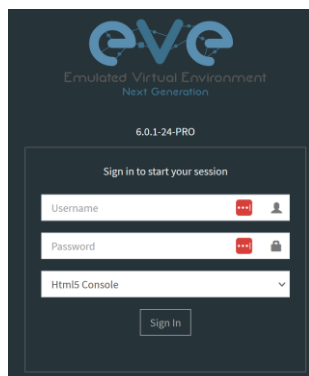 eve
Emulated Virtual Environment
Next Generation
6.0.1-24-PRO
Sign in to start your session
Username
Password
Html5 Console
Sign In